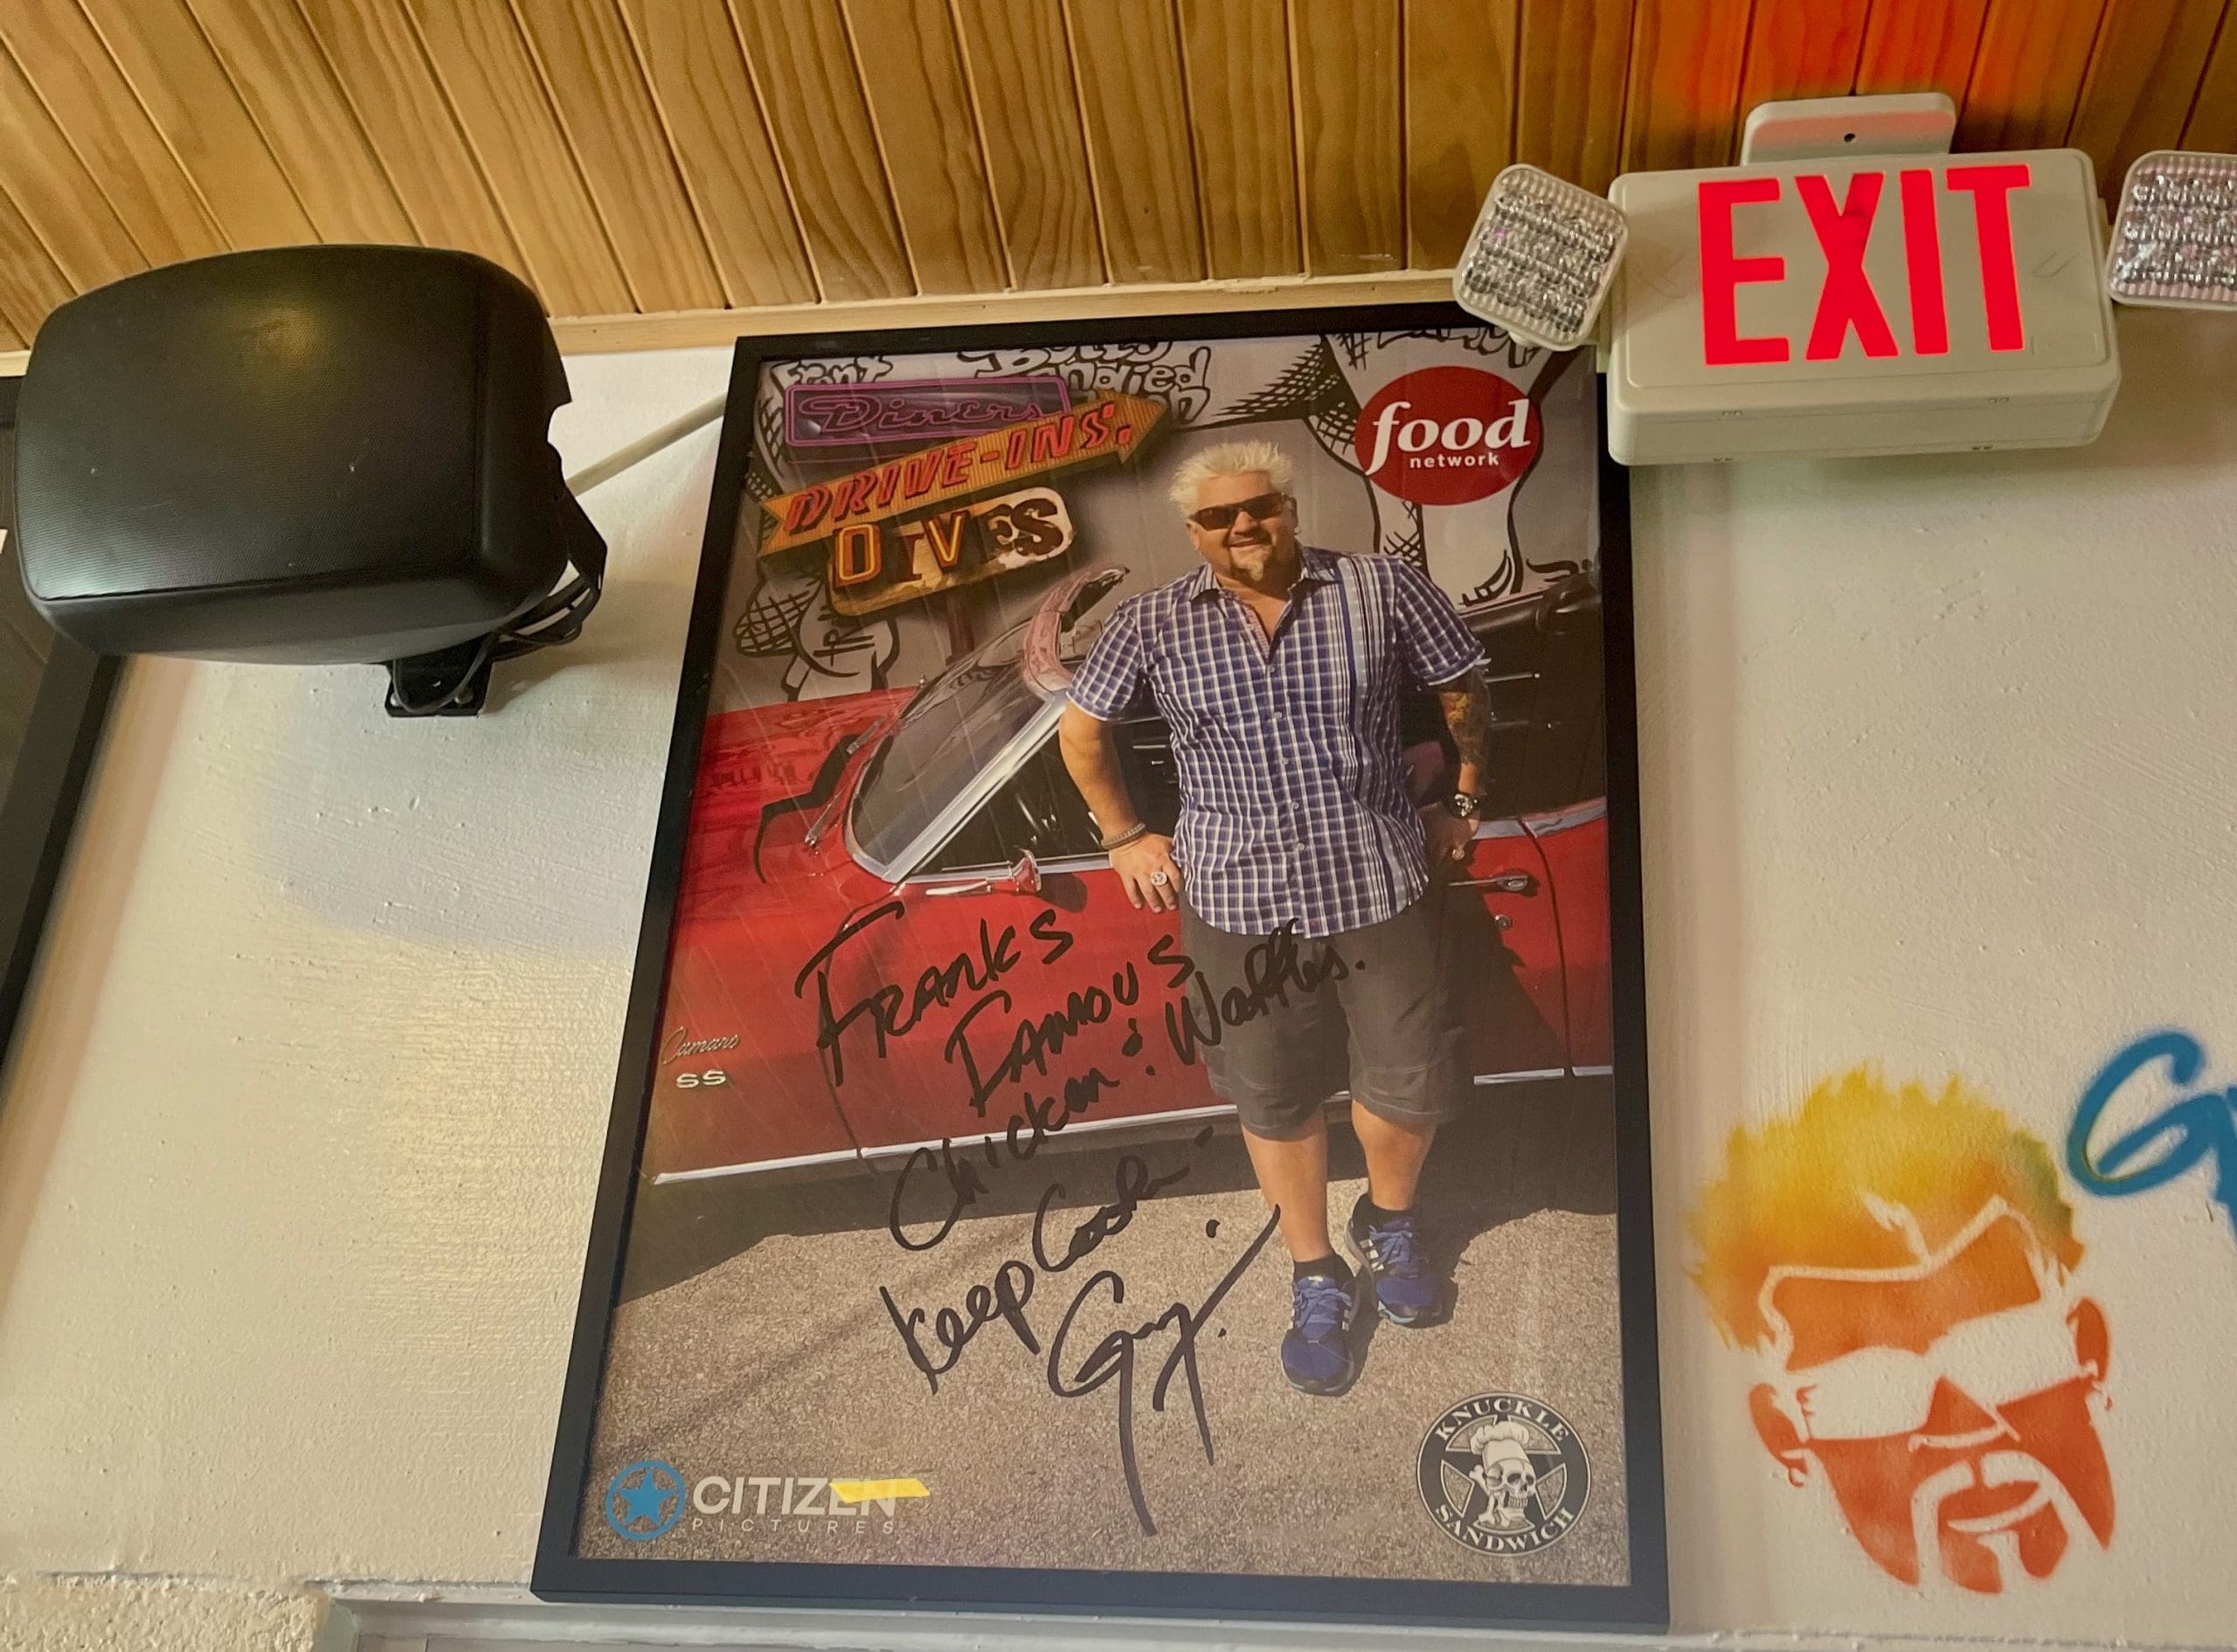 EXIT
Diners
DRIVE-INS.
DIVES
food
network
FRANKS
FAMOUS
Chicken & Waffles.
Keep Cookin
Guy
Camaro
SS
CITIZEN
PICTURES
KNUCKLE
SANDWICH